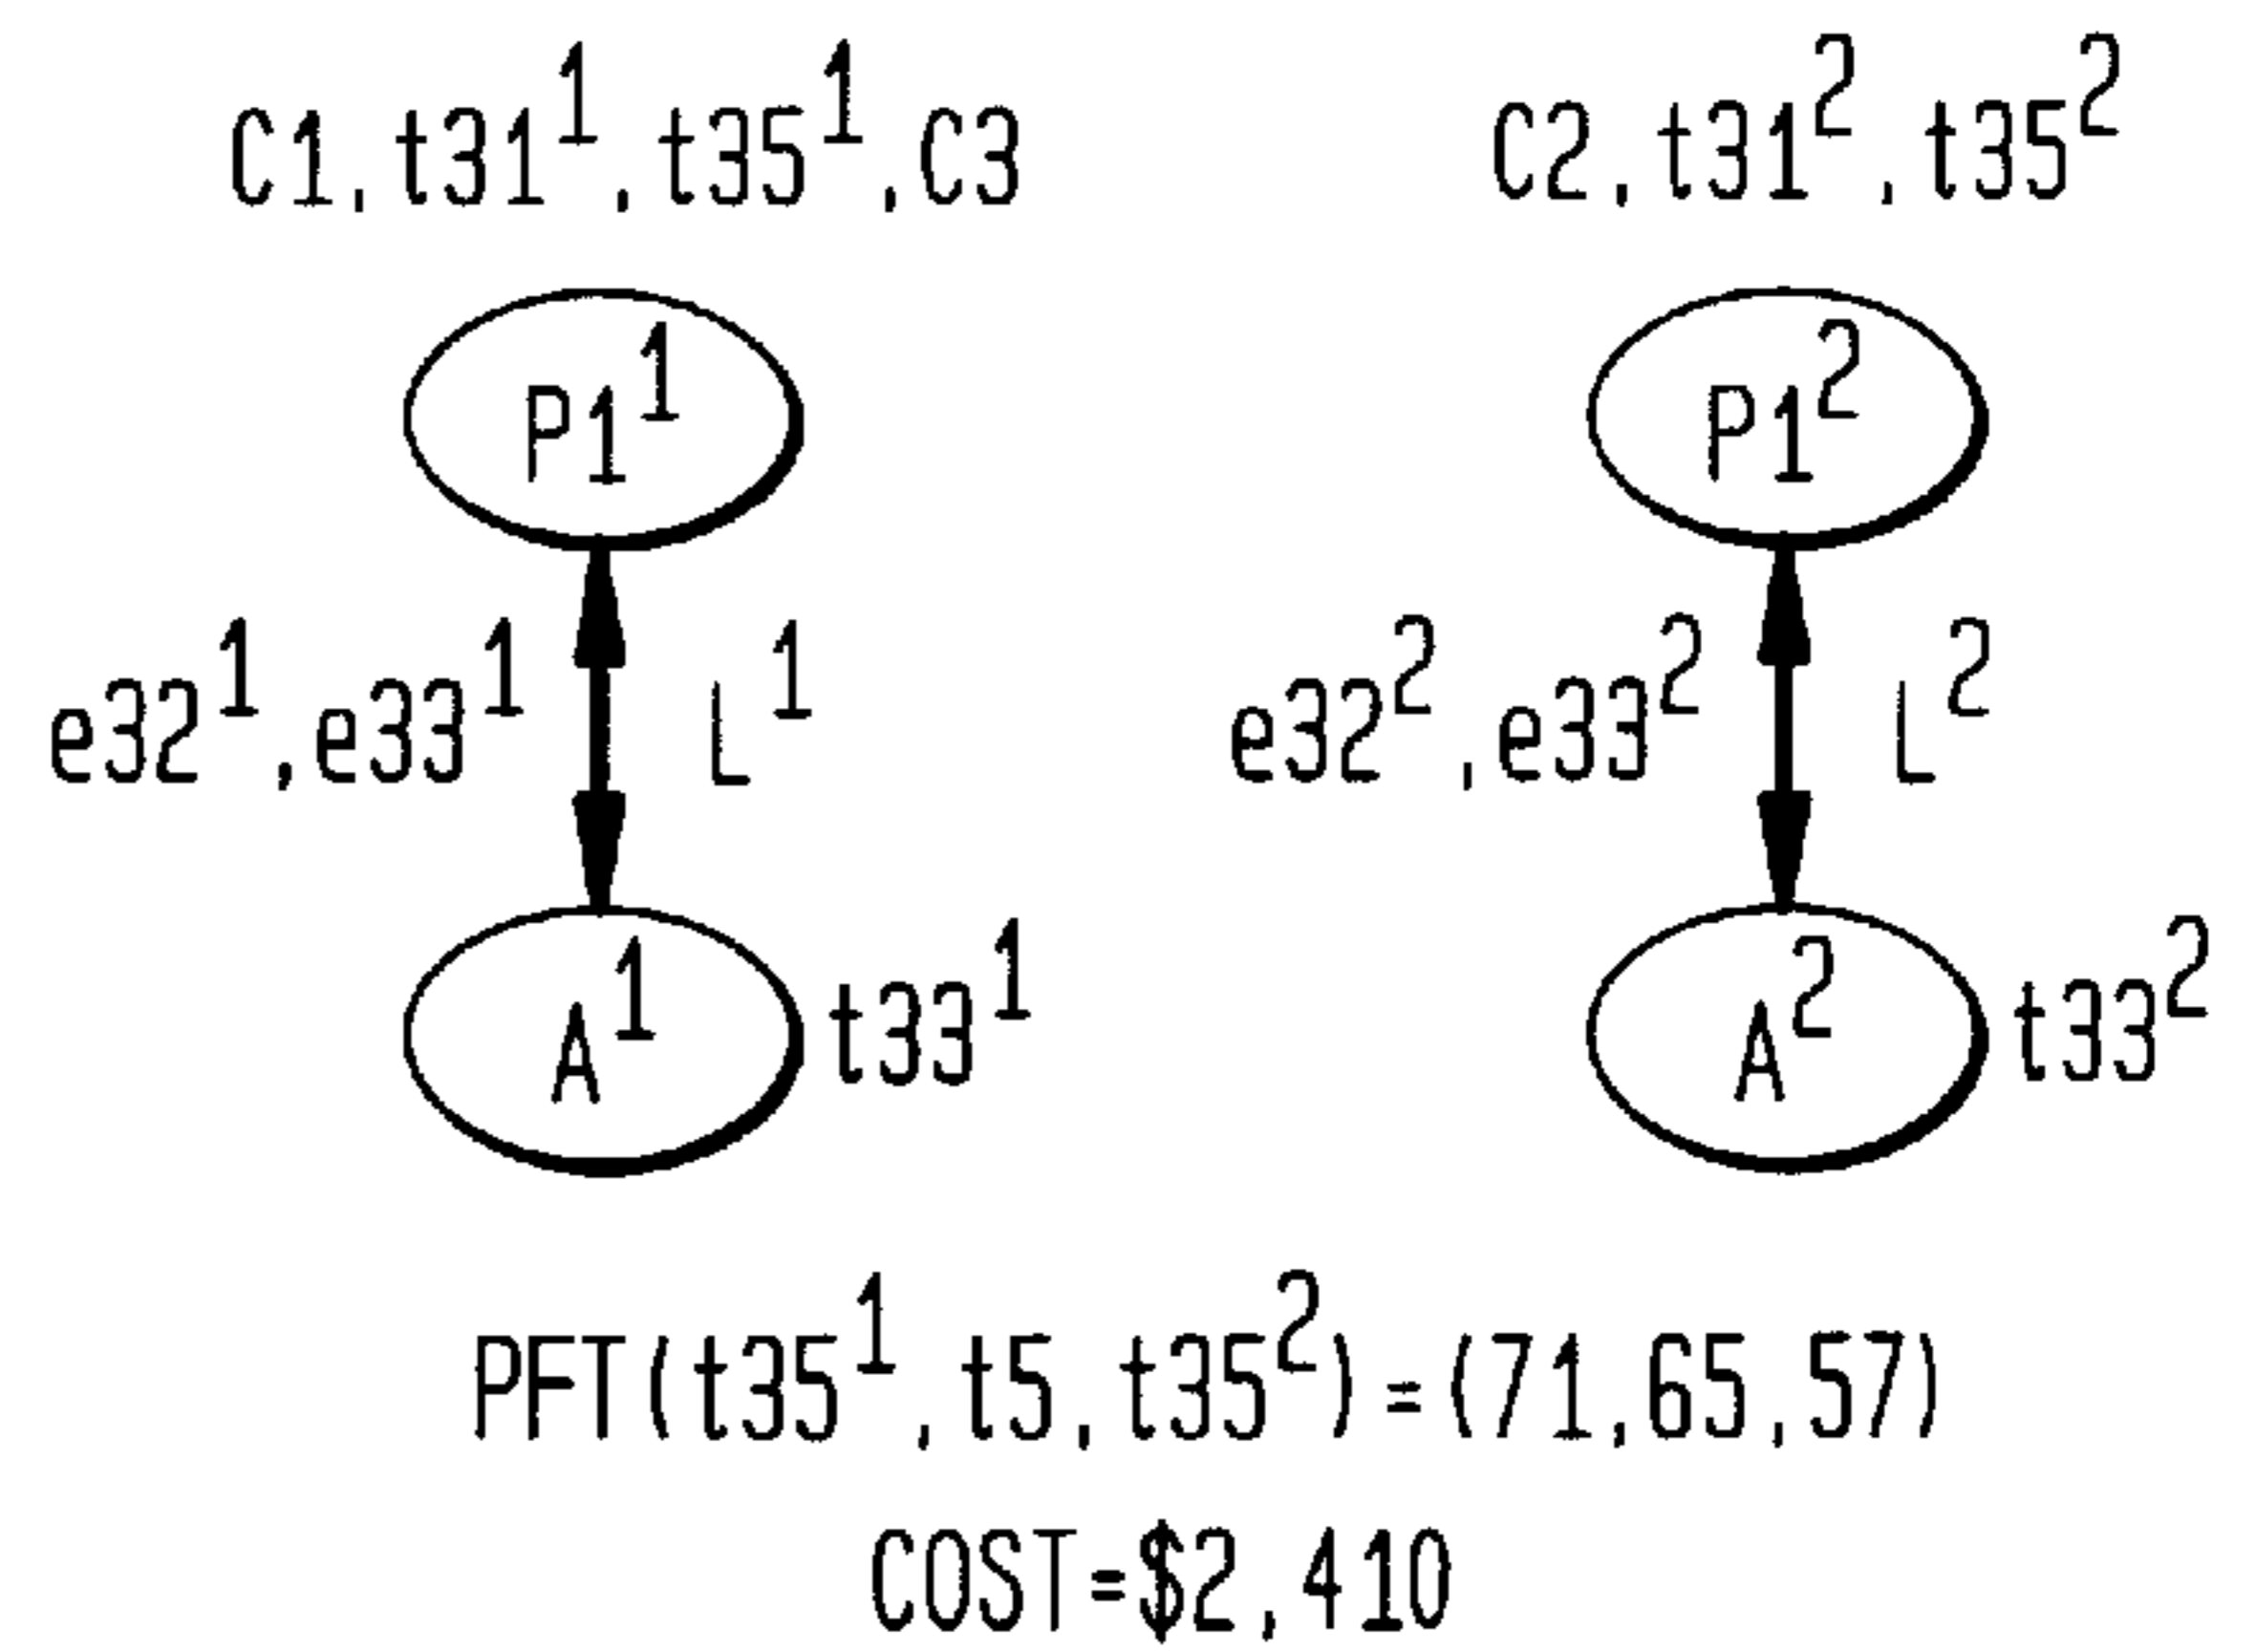 C1,t31¹,t35¹,C3    C2,t31²,t35²
P1¹    P1²
e32¹,e33¹    L¹    e32²,e33²    L²
A¹    t33¹    A²    t33²
PFT(t35¹,t5,t35²)=(71,65,57)
COST=$2,410